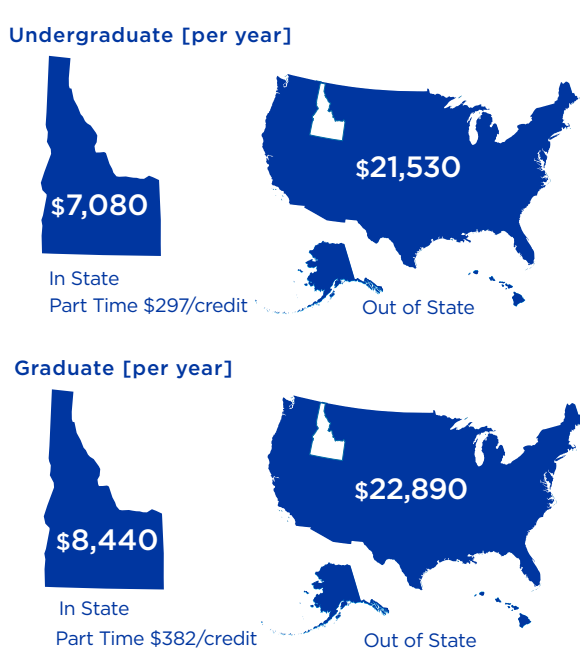 Undergraduate [per year]
$7,080
$21,530
In State
Part Time $297/credit
Out of State
Graduate [per year]
$8,440
$22,890
In State
Part Time $382/credit
Out of State